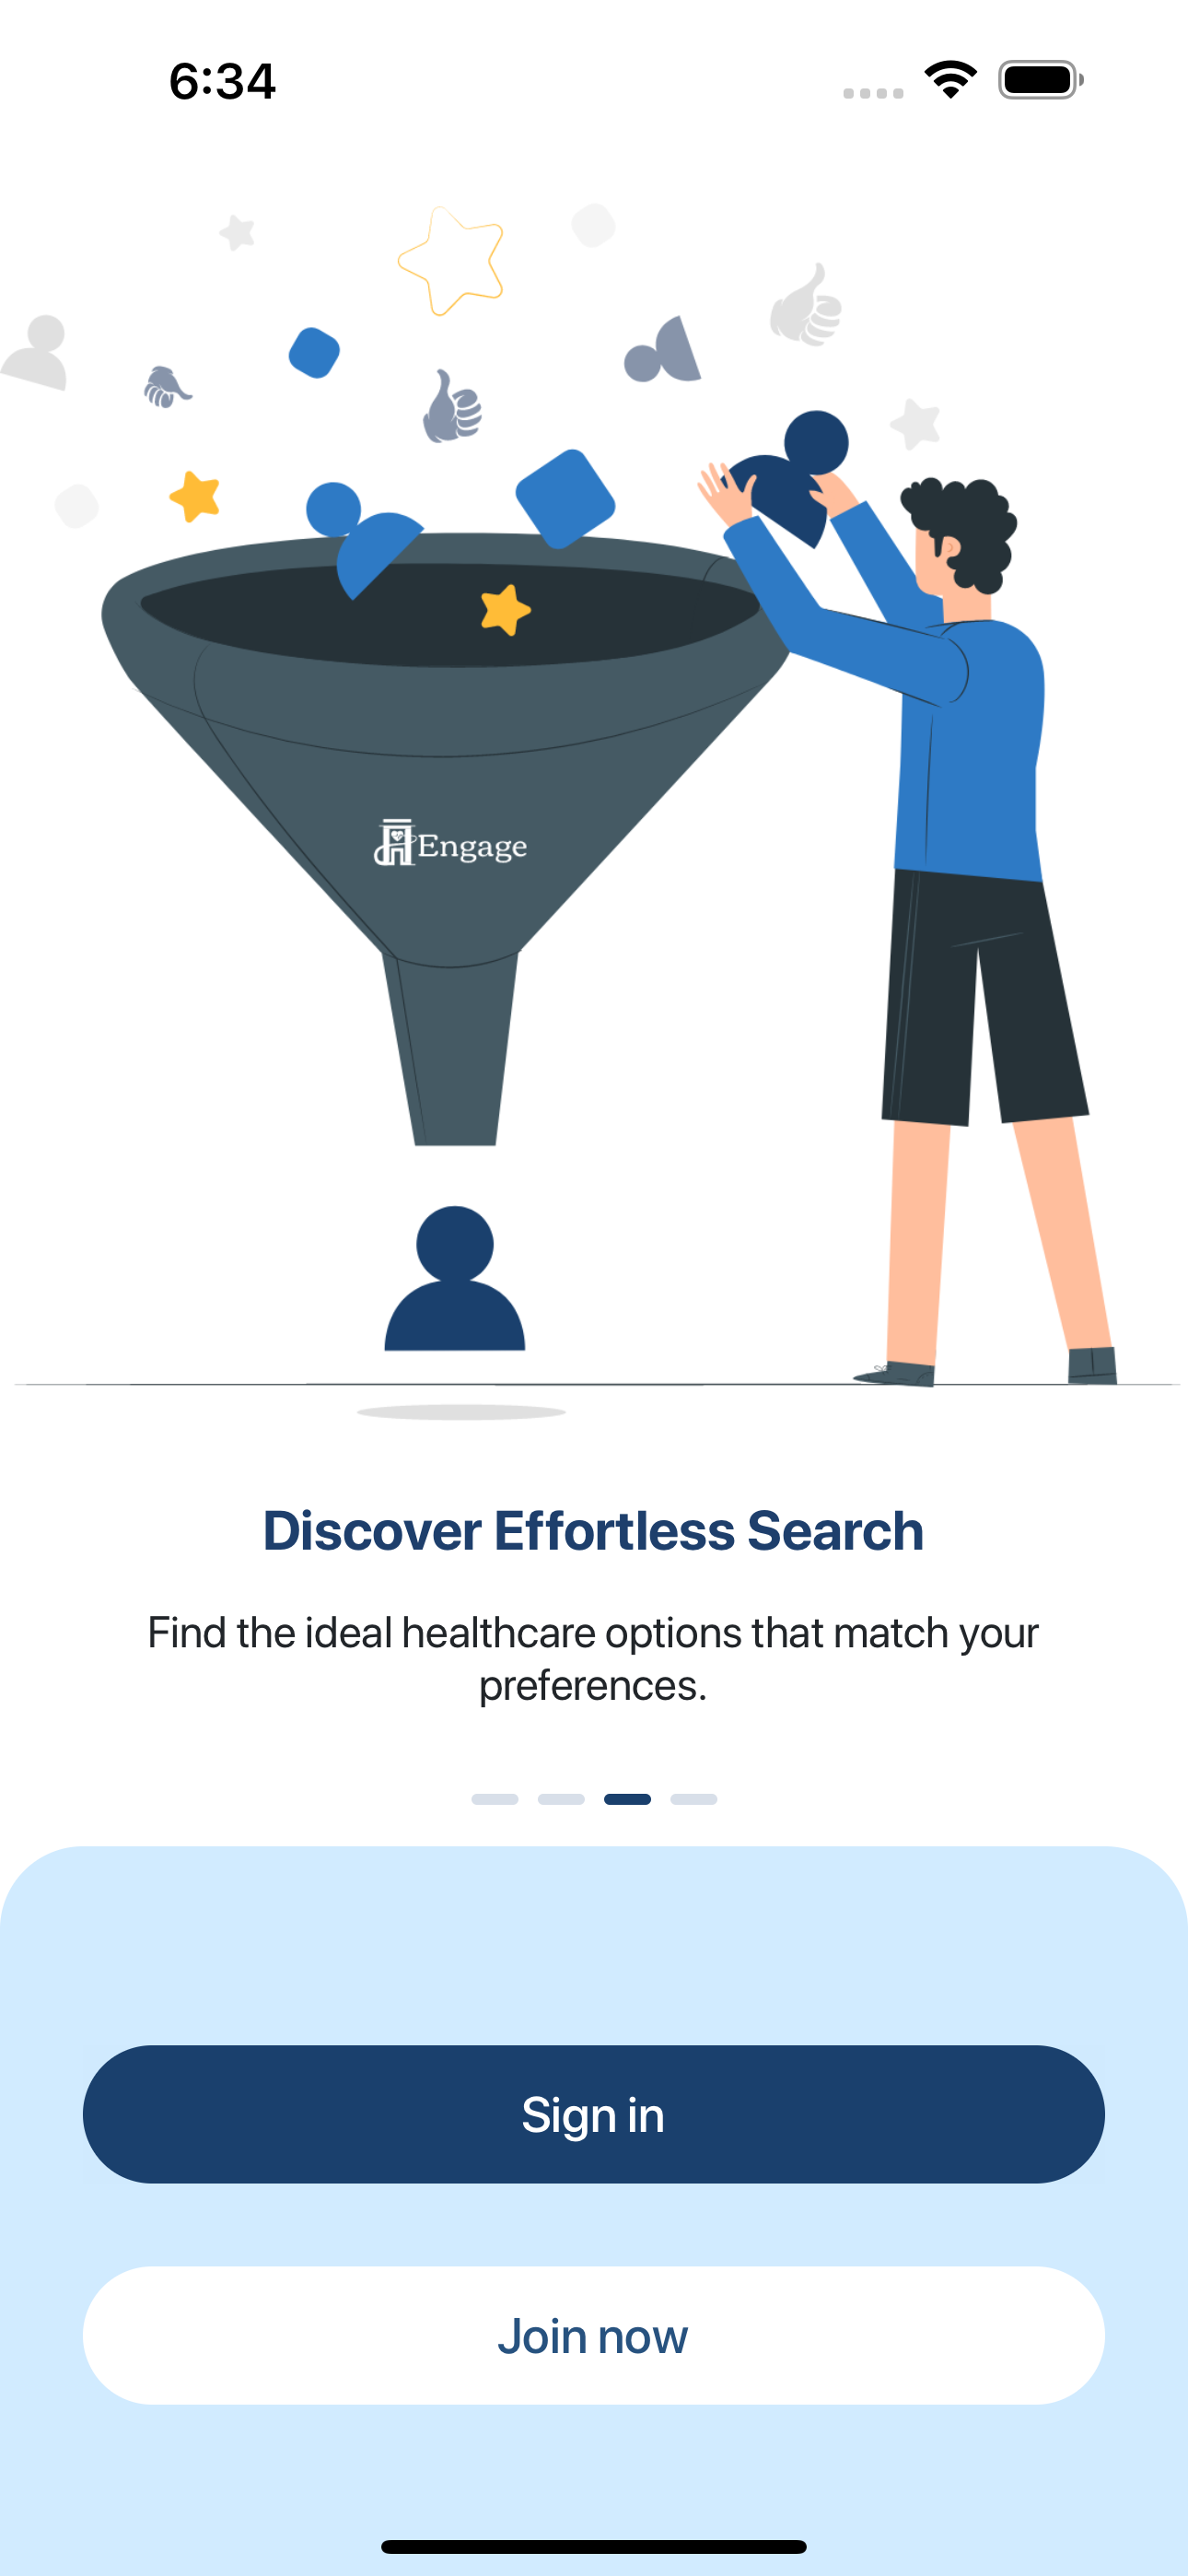 6:34
Engage
Discover Effortless Search
Find the ideal healthcare options that match your
preferences.
Sign in
Join now